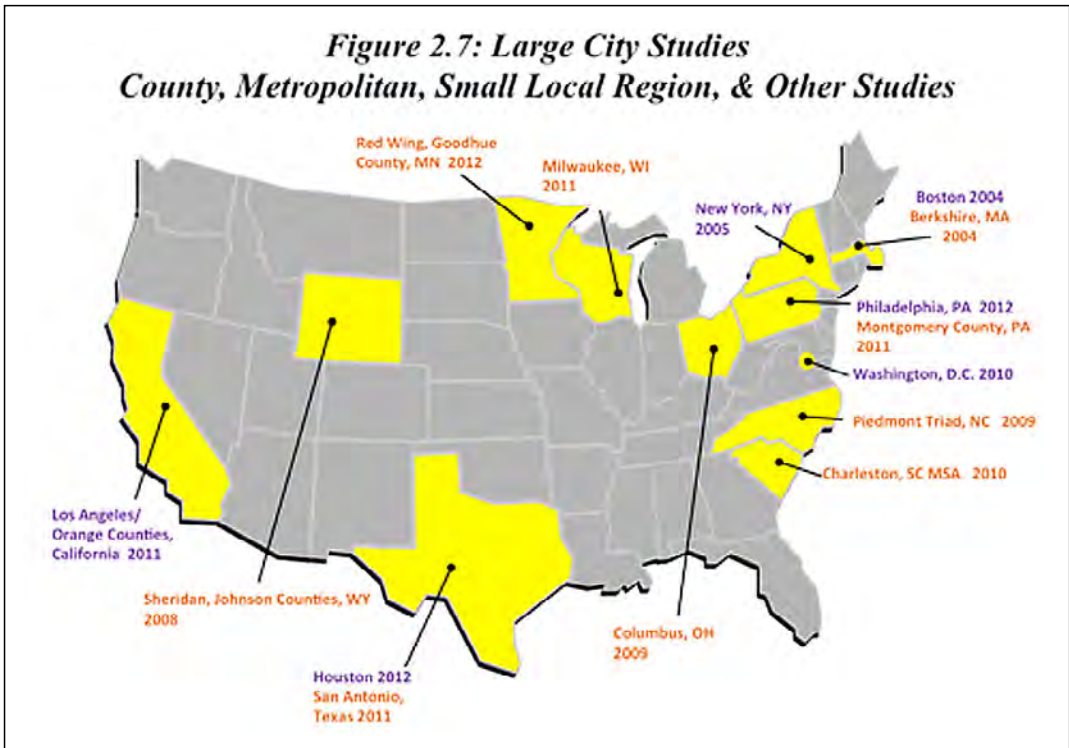 Figure 2.7: Large City Studies
County, Metropolitan, Small Local Region, & Other Studies
Red Wing, Goodhue
County, MN 2012
Milwaukee, WI
2011
New York, NY
2005
Boston 2004
Berkshire, MA
2004
Philadelphia, PA 2012
Montgomery County, PA
2011
Washington, D.C. 2010
Piedmont Triad, NC 2009
Charleston, SC MSA. 2010
Los Angeles/
Orange Counties,
California 2011
Sheridan, Johnson Counties, WY
2008
Columbus, OH
2009
Houston 2012
San Antonio,
Texas 2011